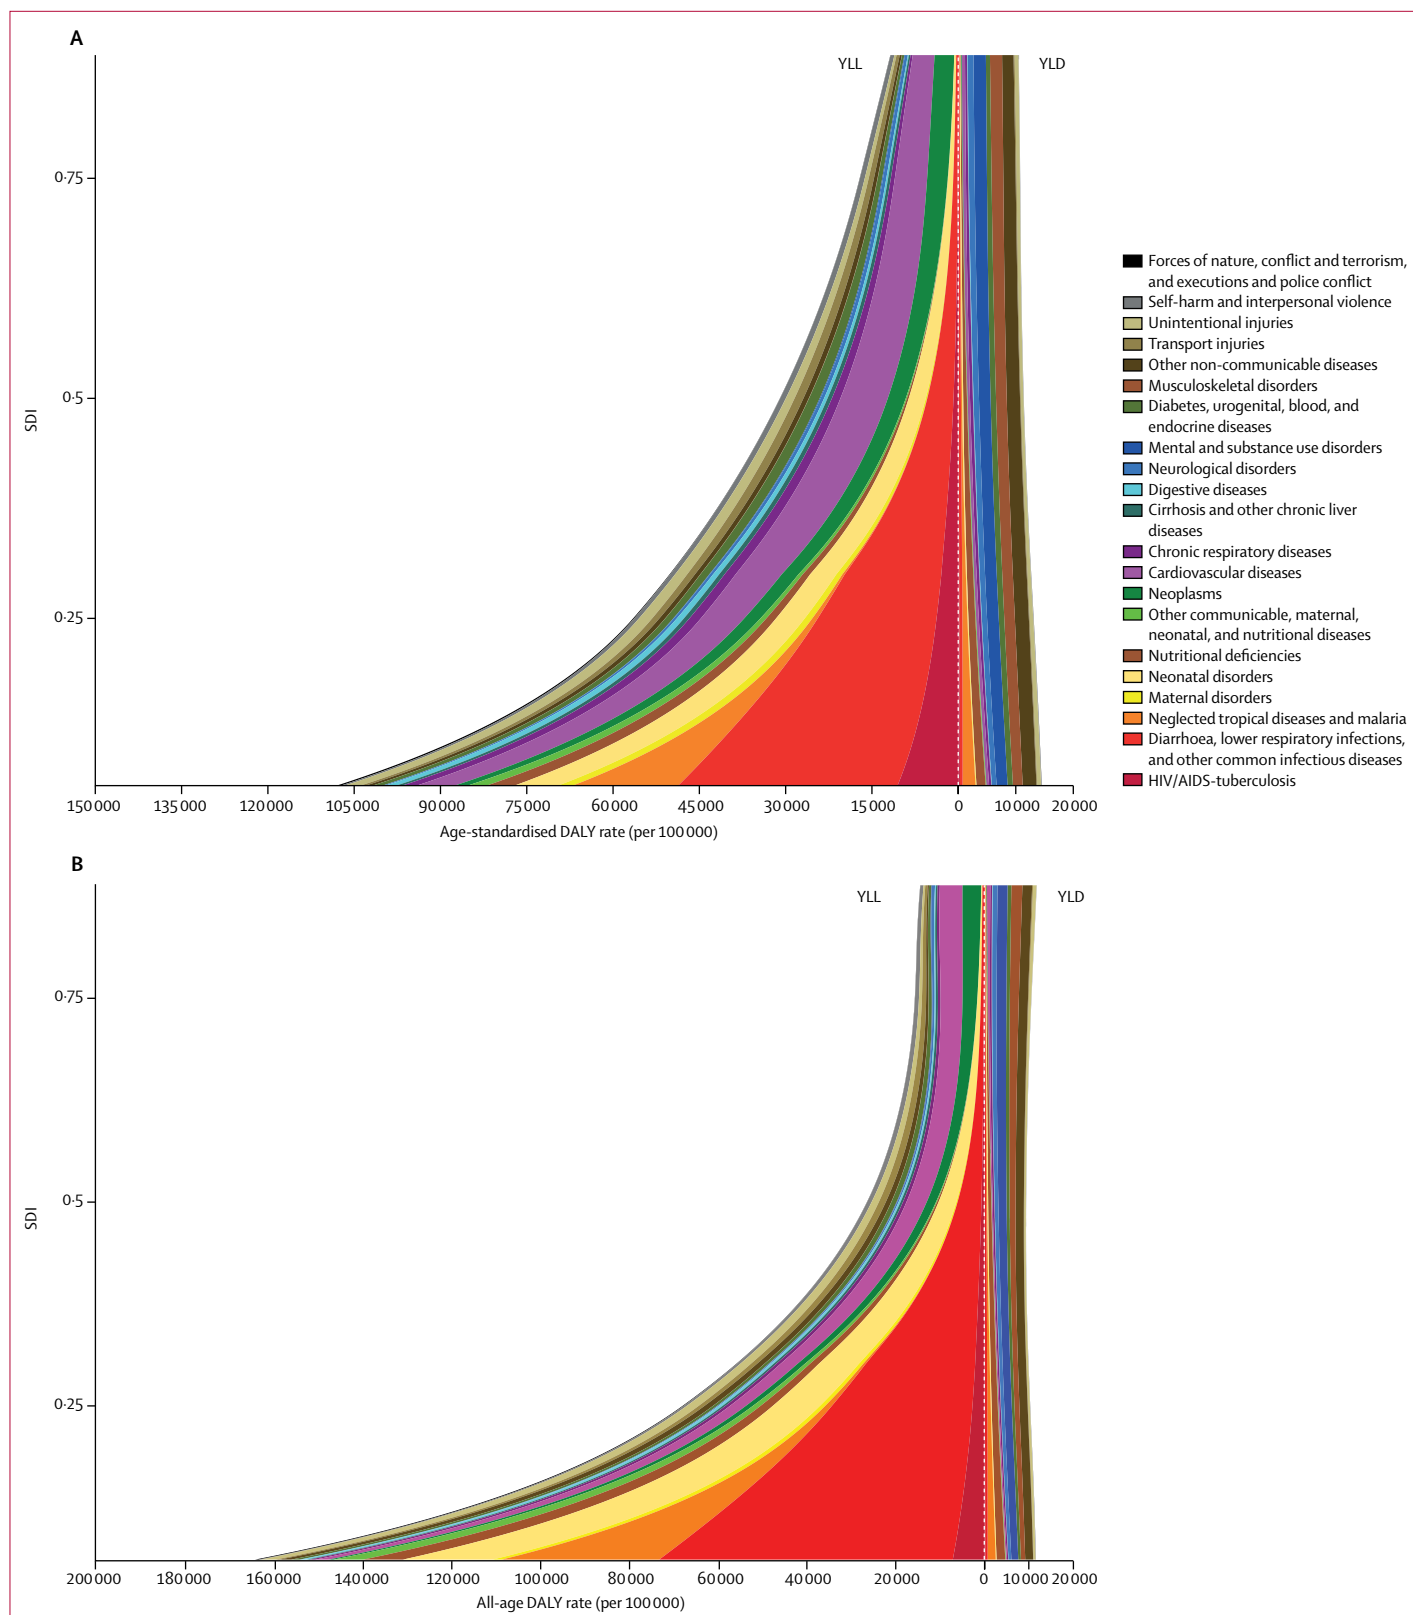 A
YLL
YLD
0·75
0·5
0·25
SDI
150 000 135 000 120 000 105 000 90 000 75 000 60 000 45 000 30 000 15 000 0 10 000 20 000
Age-standardised DALY rate (per 100 000)
Forces of nature, conflict and terrorism,
and executions and police conflict
Self-harm and interpersonal violence
Unintentional injuries
Transport injuries
Other non-communicable diseases
Musculoskeletal disorders
Diabetes, urogenital, blood, and
endocrine diseases
Mental and substance use disorders
Neurological disorders
Digestive diseases
Cirrhosis and other chronic liver
diseases
Chronic respiratory diseases
Cardiovascular diseases
Neoplasms
Other communicable, maternal,
neonatal, and nutritional diseases
Nutritional deficiencies
Neonatal disorders
Maternal disorders
Neglected tropical diseases and malaria
Diarrhoea, lower respiratory infections,
and other common infectious diseases
HIV/AIDS-tuberculosis
B
YLL
YLD
0·75
0·5
0·25
SDI
200 000 180 000 160 000 140 000 120 000 100 000 80 000 60 000 40 000 20 000 0 10 000 20 000
All-age DALY rate (per 100 000)